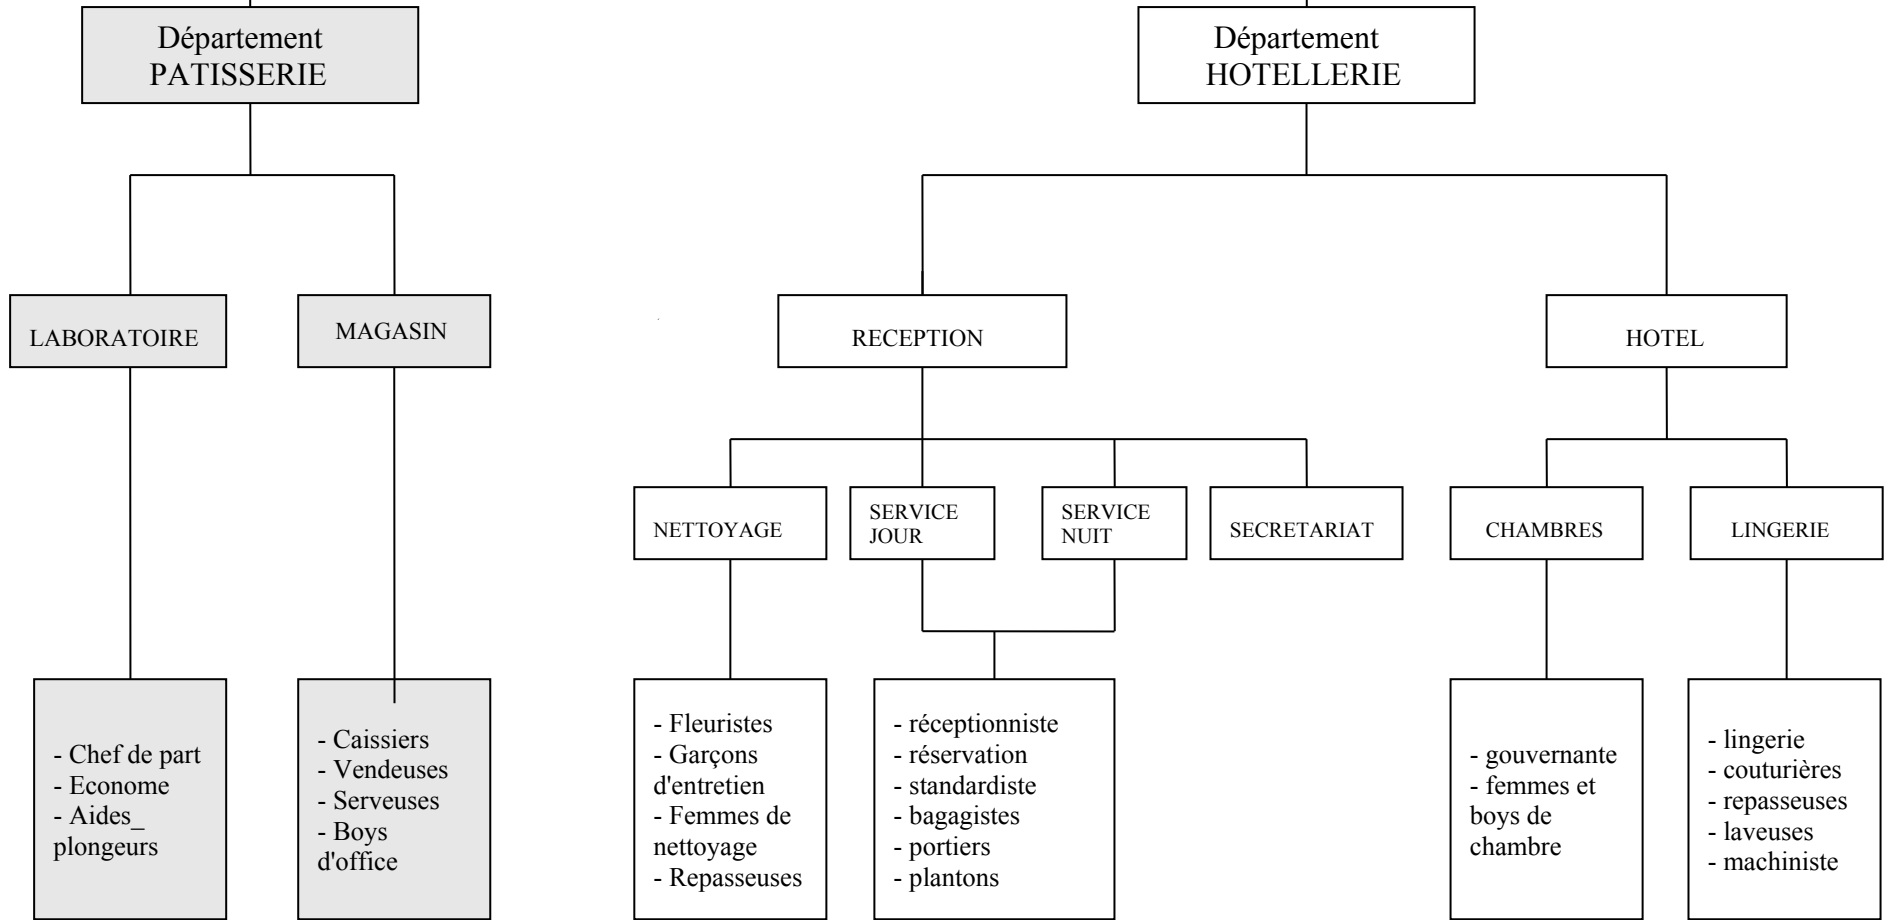 Département
PATISSERIE
Département
HOTELLERIE
LABORATOIRE
MAGASIN
RECEPTION
HOTEL
NETTOYAGE
SERVICE
JOUR
SERVICE
NUIT
SECRETARIAT
CHAMBRES
LINGERIE
- Chef de part
- Econome
- Aides_
plongeurs
- Caissiers
- Vendeuses
- Serveuses
- Boys
d'office
- Fleuristes
- Garçons
d'entretien
- Femmes de
nettoyage
- Repasseuses
- réceptionniste
- réservation
- standardiste
- bagagistes
- portiers
- plantons
- gouvernante
- femmes et
boys de
chambre
- lingerie
- couturières
- repasseuses
- laveuses
- machiniste